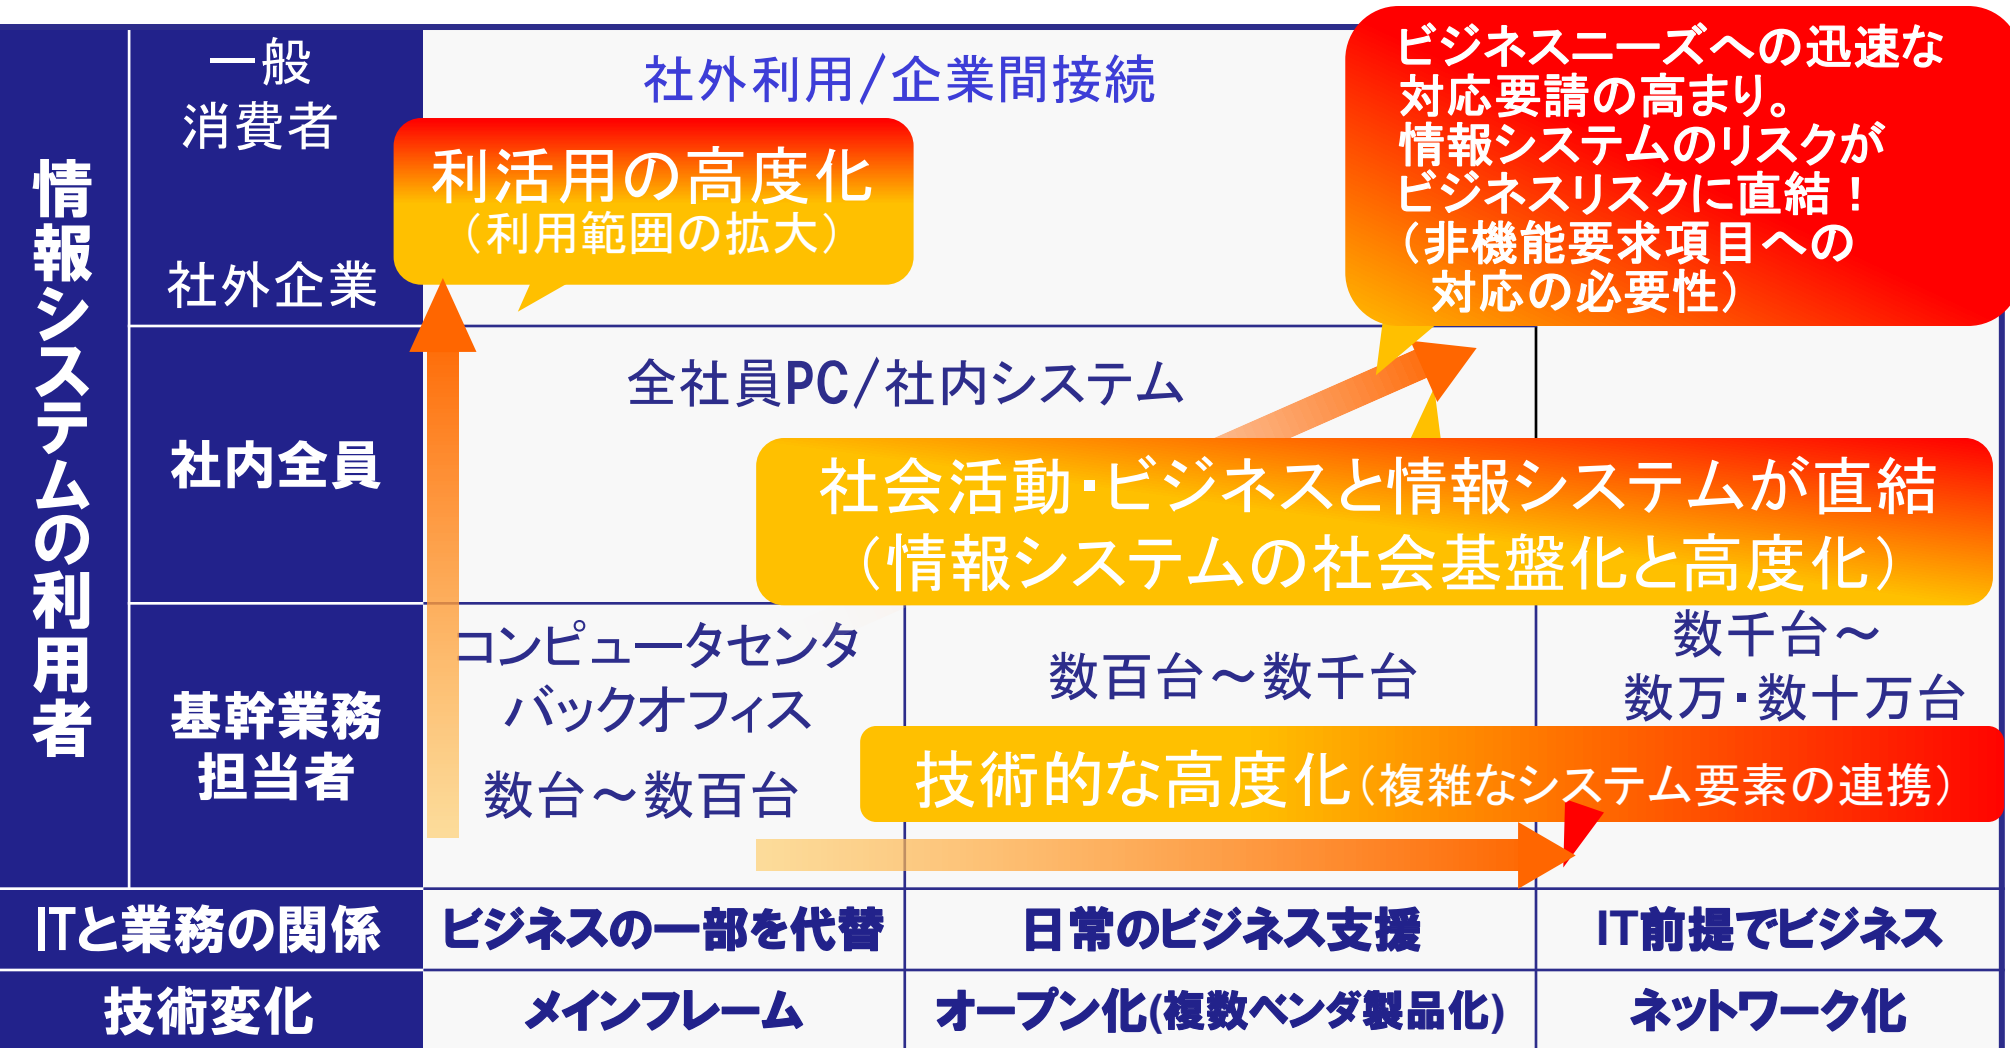 情報システムの利用者
一般
消費者
社外企業
社外利用/企業間接続
利活用の高度化
（利用範囲の拡大）
ビジネスニーズへの迅速な
対応要請の高まり。
情報システムのリスクが
ビジネスリスクに直結！
（非機能要求項目への
対応の必要性）
社内全員
全社員PC/社内システム
社会活動・ビジネスと情報システムが直結
（情報システムの社会基盤化と高度化）
基幹業務
担当者
コンピュータセンタ
バックオフィス
数台～数百台
数百台～数千台
数千台～
数万・数十万台
技術的な高度化（複雑なシステム要素の連携）
ITと業務の関係
ビジネスの一部を代替
日常のビジネス支援
IT前提でビジネス
技術変化
メインフレーム
オープン化(複数ベンダ製品化)
ネットワーク化